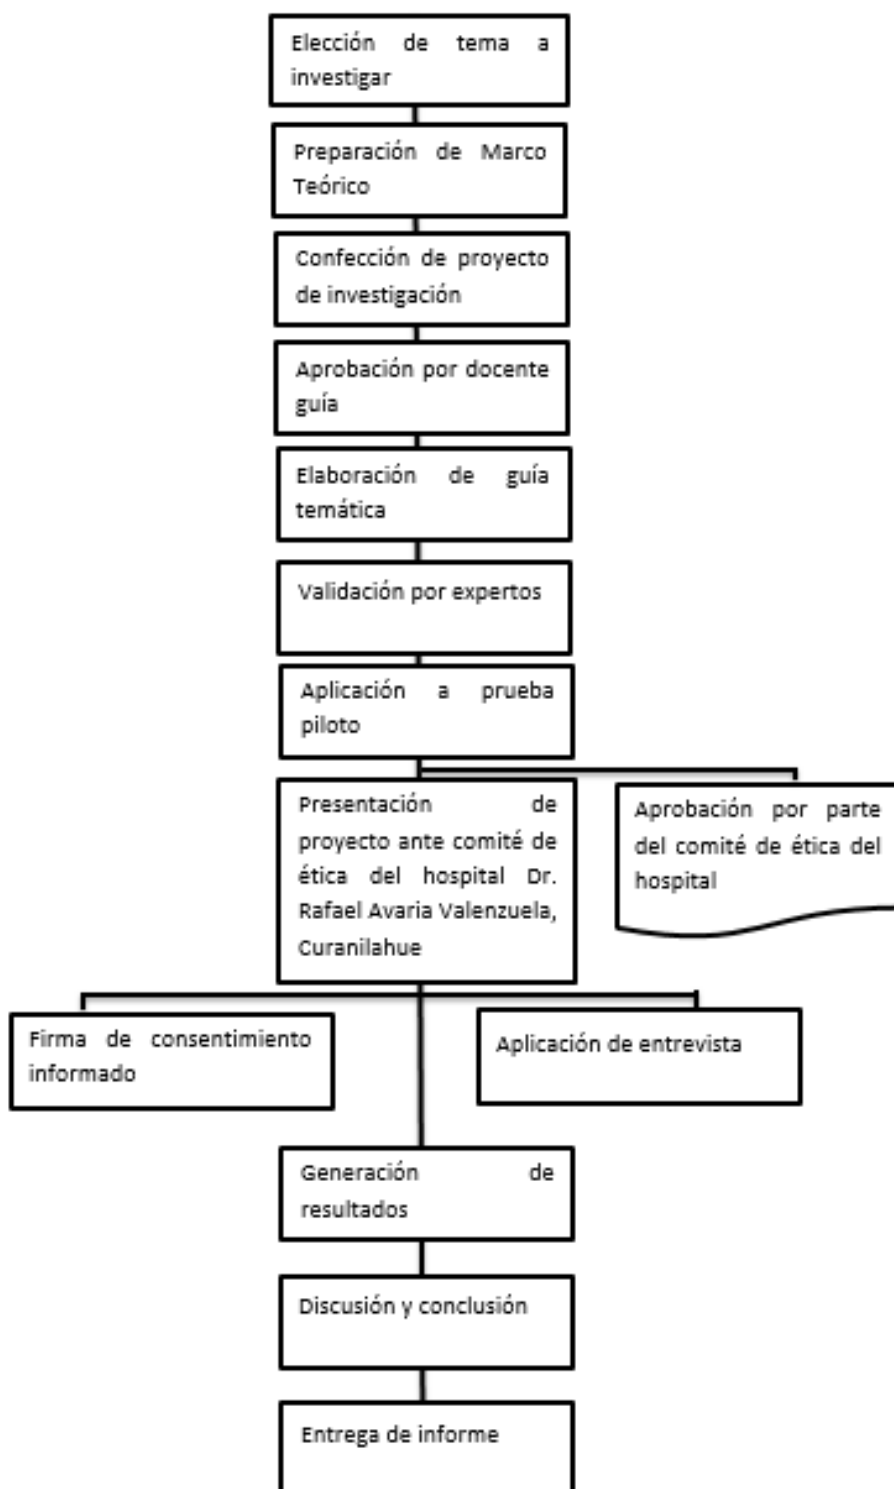 Elección de tema a
investigar
Preparación de Marco
Teórico
Confección de proyecto
de investigación
Aprobación por docente
guía
Elaboración de guía
temática
Validación por expertos
Aplicación a prueba
piloto
Presentación de
proyecto ante comité de
ética del hospital Dr.
Rafael Avaria Valenzuela,
Curanilahue
Aprobación por parte
del comité de ética del
hospital
Firma de consentimiento
informado
Aplicación de entrevista
Generación de
resultados
Discusión y conclusión
Entrega de informe